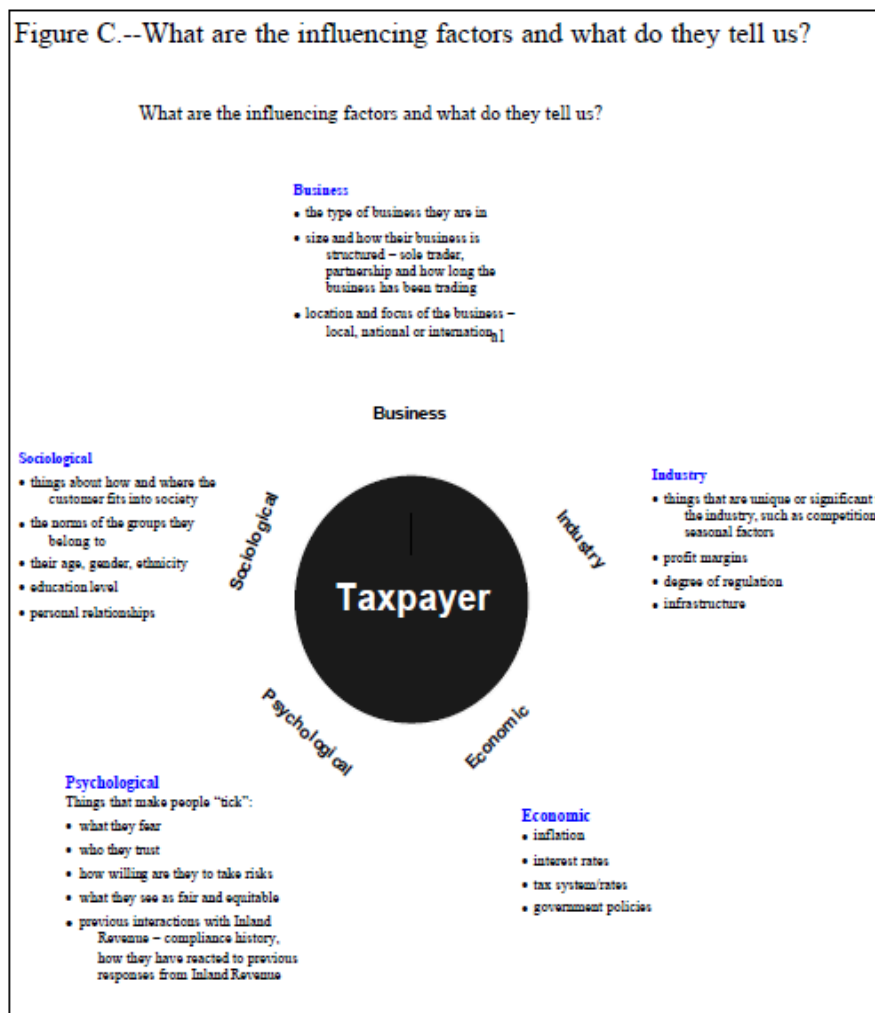 Figure C.--What are the influencing factors and what do they tell us?
What are the influencing factors and what do they tell us?
Business
• the type of business they are in
• size and how their business is
structured – sole trader,
partnership and how long the
business has been trading
• location and focus of the business –
local, national or international
Business
Sociological
• things about how and where the
customer fits into society
• the norms of the groups they
belong to
• their age, gender, ethnicity
• education level
• personal relationships
Sociological
Industry
Industry
• things that are unique or significant
the industry, such as competition
seasonal factors
• profit margins
• degree of regulation
• infrastructure
Taxpayer
Psychological
Economic
Psychological
Things that make people “tick”:
• what they fear
• who they trust
• how willing are they to take risks
• what they see as fair and equitable
• previous interactions with Inland
Revenue – compliance history,
how they have reacted to previous
responses from Inland Revenue
Economic
• inflation
• interest rates
• tax system/rates
• government policies